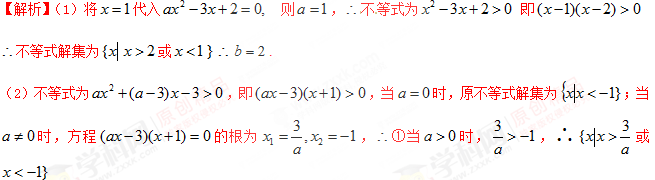 【解析】（1）将 x=1代入 ax²−3x+2=0， 则 a=1，∴不等式为 x²−3x+2>0 即 (x−1)(x−2)>0
∴不等式解集为{x| x>2或x<1} ∴ b=2．
（2）不等式为 ax²+(a−3)x−3>0，即(ax−3)(x+1)>0，当 a=0时，原不等式解集为 {x|x<−1}；当
a≠0时，方程 (ax−3)(x+1)=0的根为 x₁=3/a, x₂=−1，∴①当a>0时，3/a>−1，∴ {x|x>3/a 或
x<−1}